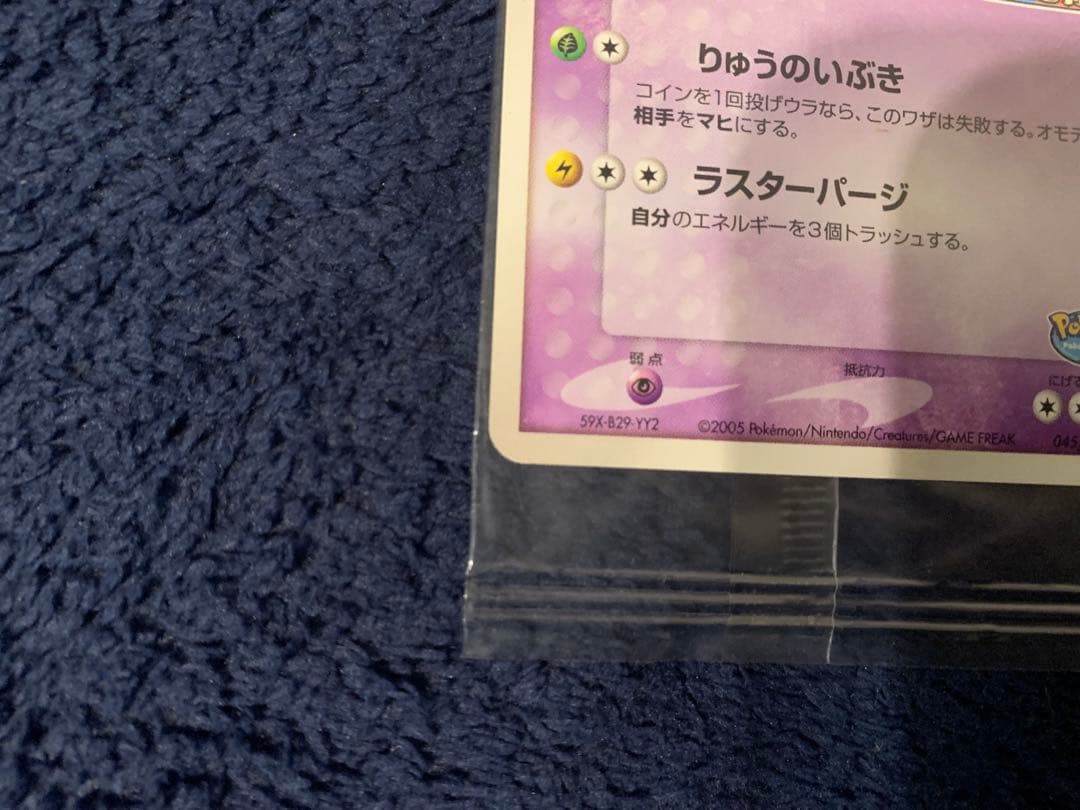 りゅうのいぶき
コインを1回投げウラなら、このワザは失敗する。オモテ
相手をマヒにする。
ラスターパージ
自分のエネルギーを3個トラッシュする。
弱点
抵抗力
にげ
59X-B29-YY2
©2005 Pokémon/Nintendo/Creatures/GAME FREAK
045